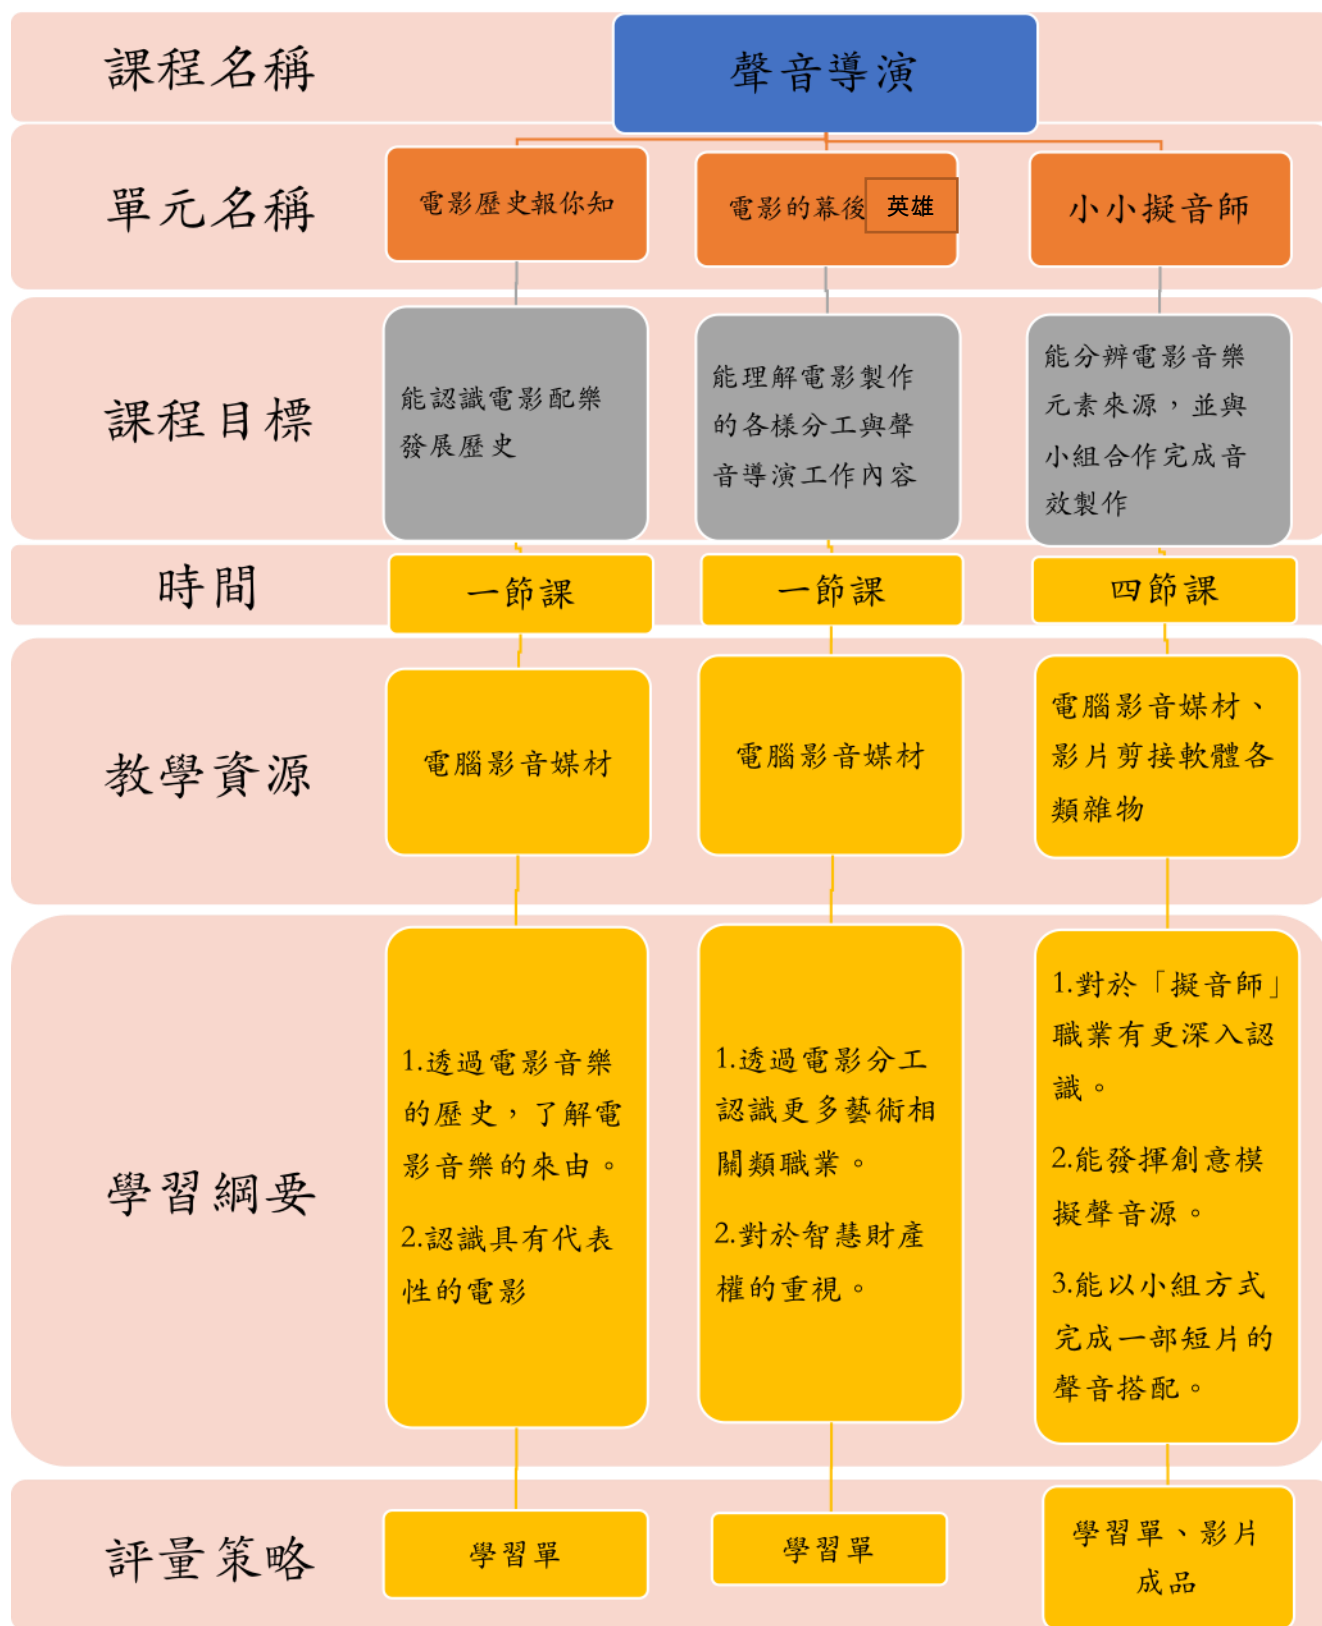 課程名稱
聲音導演
單元名稱
電影歷史報你知
電影的幕後英雄
小小擬音師
課程目標
能認識電影配樂
發展歷史
能理解電影製作
的各樣分工與聲
音導演工作內容
能分辨電影音樂
元素來源，並與
小組合作完成音
效製作
時間
一節課
一節課
四節課
教學資源
電腦影音媒材
電腦影音媒材
電腦影音媒材、
影片剪接軟體各
類雜物
學習綱要
1.透過電影音樂
的歷史，了解電
影音樂的來由。
2.認識具有代表
性的電影
1.透過電影分工
認識更多藝術相
關類職業。
2.對於智慧財產
權的重視。
1.對於「擬音師」
職業有更深入認
識。
2.能發揮創意模
擬聲音源。
3.能以小組方式
完成一部短片的
聲音搭配。
評量策略
學習單
學習單
學習單、影片
成品